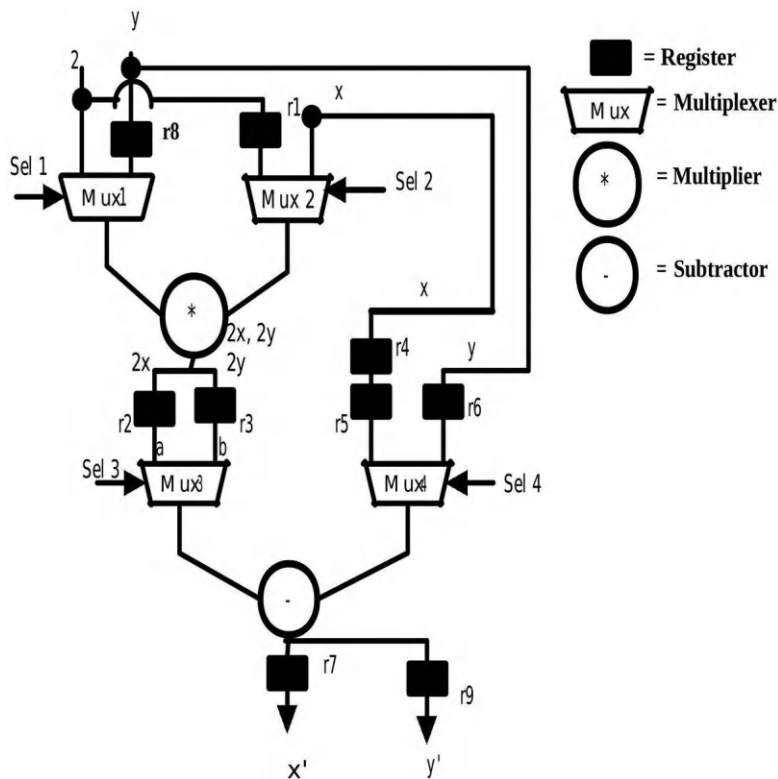 y
2
x
r1
r8
Sel 1
Mux1
Mux 2
Sel 2
*
2x, 2y
x
2x
2y
r4
y
r2
r3
r5
r6
a
b
Sel 3
Mux3
Mux4
Sel 4
-
r7
r9
x'
y'
= Register
Mux
= Multiplexer
*
= Multiplier
-
= Subtractor